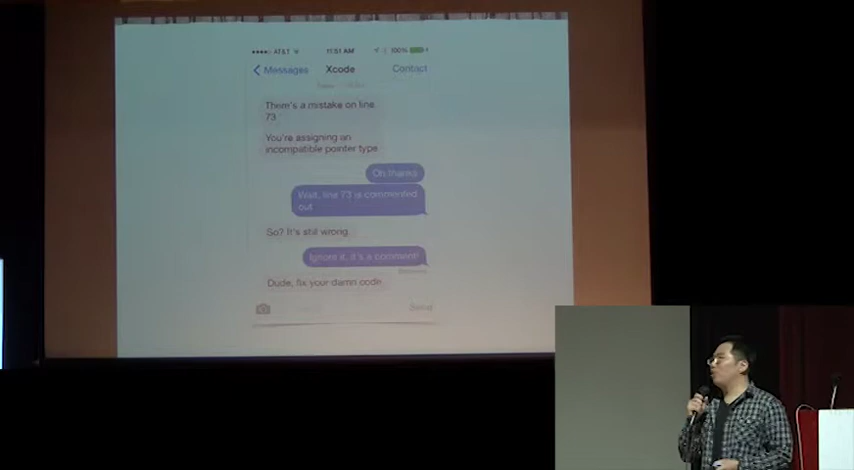 AT&T
11:51 AM
100%
Messages
Xcode
Contact
There's a mistake on line
73
You're assigning an
incompatible pointer type
Oh thanks
Wait, line 73 is commented
out
So? It's still wrong.
Ignore it, it's a comment!
Dude, fix your damn code
Send